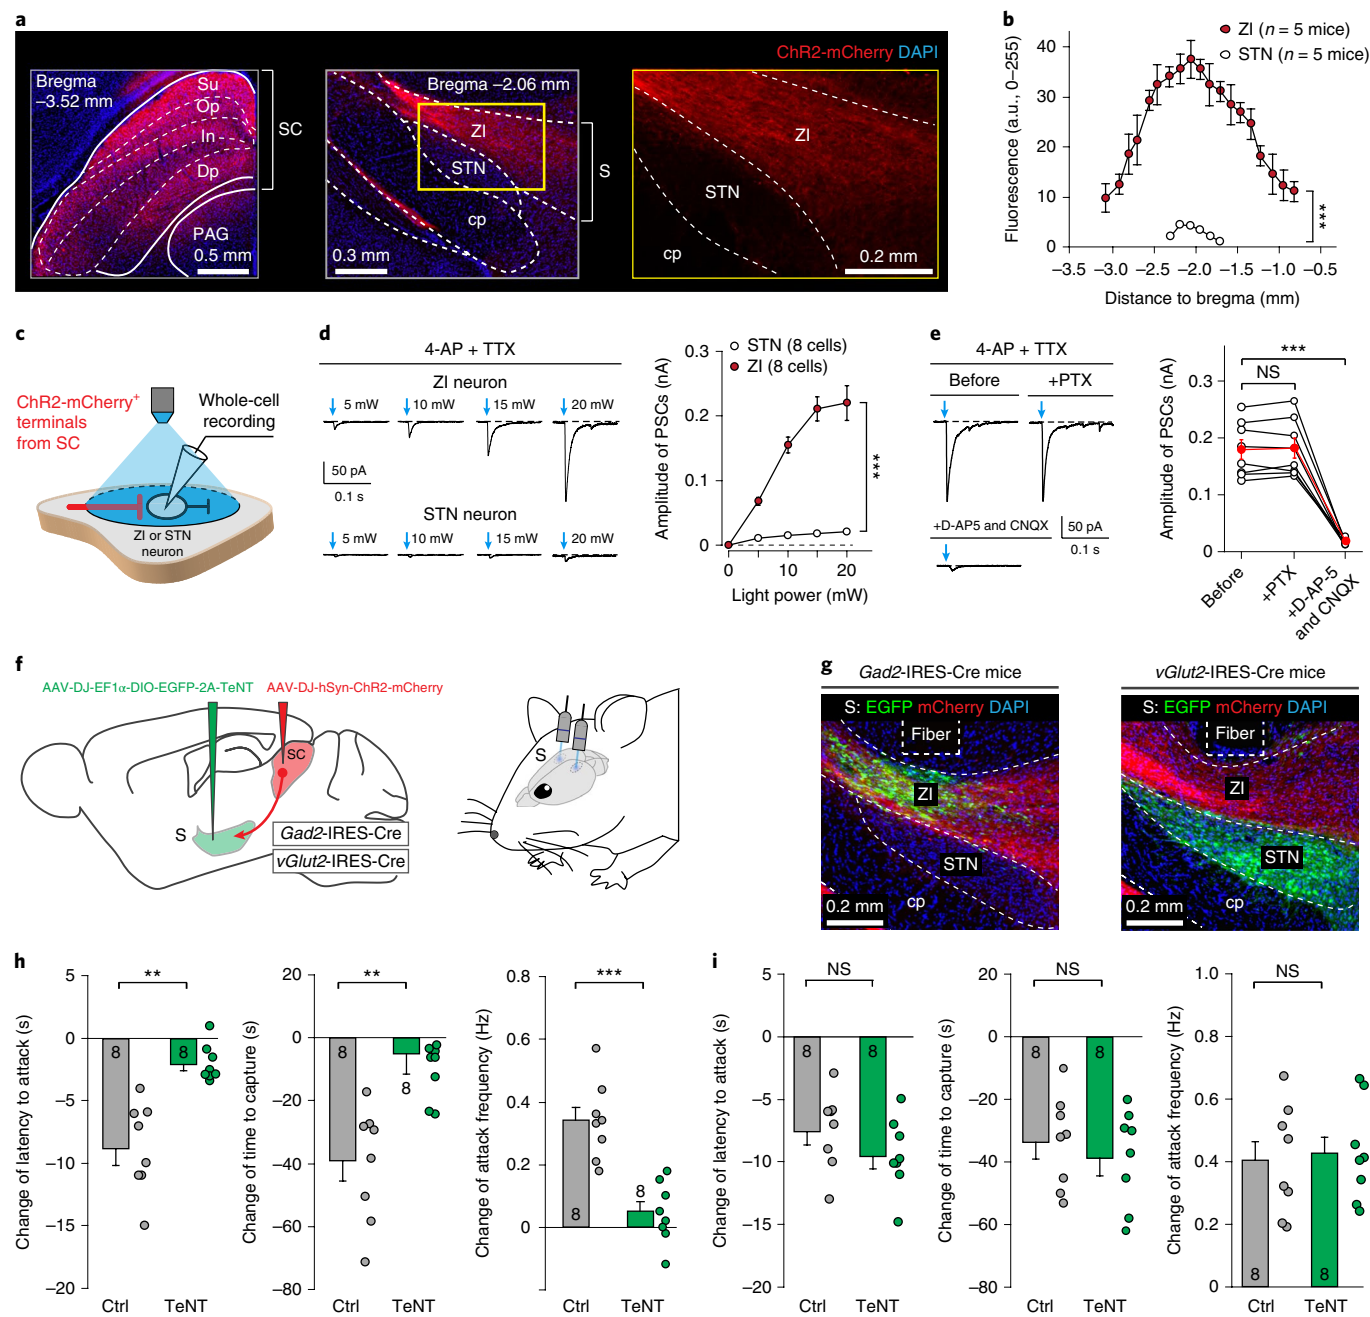 a
ChR2-mCherry DAPI
Bregma
–3.52 mm
Su
Op
In
Dp
PAG
0.5 mm
SC
Bregma –2.06 mm
ZI
STN
cp
0.3 mm
S
ZI
STN
cp
0.2 mm
b
ZI (n = 5 mice)
STN (n = 5 mice)
Fluorescence (a.u., 0–255)
40
30
20
10
0
***
–3.5 –3.0 –2.5 –2.0 –1.5 –1.0 –0.5
Distance to bregma (mm)
c
ChR2-mCherry+
terminals
from SC
Whole-cell
recording
ZI or STN
neuron
d
4-AP + TTX
ZI neuron
5 mW 10 mW 15 mW 20 mW
50 pA
0.1 s
STN neuron
5 mW 10 mW 15 mW 20 mW
STN (8 cells)
ZI (8 cells)
Amplitude of PSCs (nA)
0.3
0.2
0.1
0
***
0 10 20
Light power (mW)
e
4-AP + TTX
Before +PTX
+D-AP5 and CNQX
50 pA
0.1 s
***
NS
Amplitude of PSCs (nA)
0.3
0.2
0.1
0
Before
+PTX
+D-AP-5
and CNQX
f
AAV-DJ-EF1α-DIO-EGFP-2A-TeNT AAV-DJ-hSyn-ChR2-mCherry
SC
S
Gad2-IRES-Cre
vGlut2-IRES-Cre
S
g
Gad2-IRES-Cre mice
S: EGFP mCherry DAPI
Fiber
ZI
STN
cp
0.2 mm
vGlut2-IRES-Cre mice
S: EGFP mCherry DAPI
Fiber
ZI
STN
cp
0.2 mm
h
Change of latency to attack (s)
5
0
–5
–10
–15
–20
**
8 8
Ctrl TeNT
Change of time to capture (s)
20
0
–20
–40
–60
–80
**
8 8
Ctrl TeNT
Change of attack frequency (Hz)
0.8
0.6
0.4
0.2
0
***
8 8
Ctrl TeNT
i
Change of latency to attack (s)
5
0
–5
–10
–15
–20
NS
8 8
Ctrl TeNT
Change of time to capture (s)
20
0
–20
–40
–60
–80
NS
8 8
Ctrl TeNT
Change of attack frequency (Hz)
1.0
0.8
0.6
0.4
0.2
0
NS
8 8
Ctrl TeNT